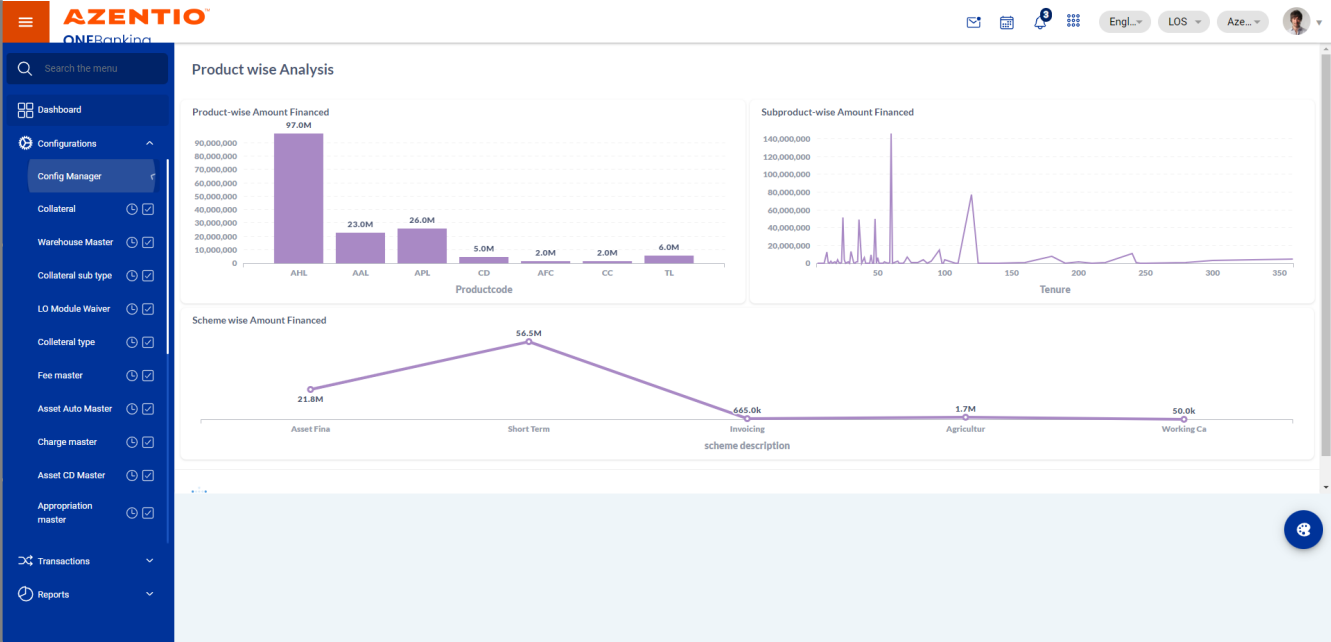 AZENTIO
ONEBanking
3
Engl...
LOS
Aze...
Search the menu
Dashboard
Configurations
Config Manager
Collateral
Warehouse Master
Collateral sub type
LO Module Waiver
Colleteral type
Fee master
Asset Auto Master
Charge master
Asset CD Master
Appropriation
master
Transactions
Reports
Product wise Analysis
Product-wise Amount Financed
97.0M
90,000,000
80,000,000
70,000,000
60,000,000
50,000,000
40,000,000
30,000,000
20,000,000
10,000,000
0
23.0M
26.0M
5.0M
2.0M
2.0M
6.0M
AHL
AAL
APL
CD
AFC
CC
TL
Productcode
Subproduct-wise Amount Financed
140,000,000
120,000,000
100,000,000
80,000,000
60,000,000
40,000,000
20,000,000
0
50
100
150
200
250
300
350
Tenure
Scheme wise Amount Financed
21.8M
56.5M
665.0k
1.7M
50.0k
Asset Fina
Short Term
Invoicing
Agricultur
Working Ca
scheme description